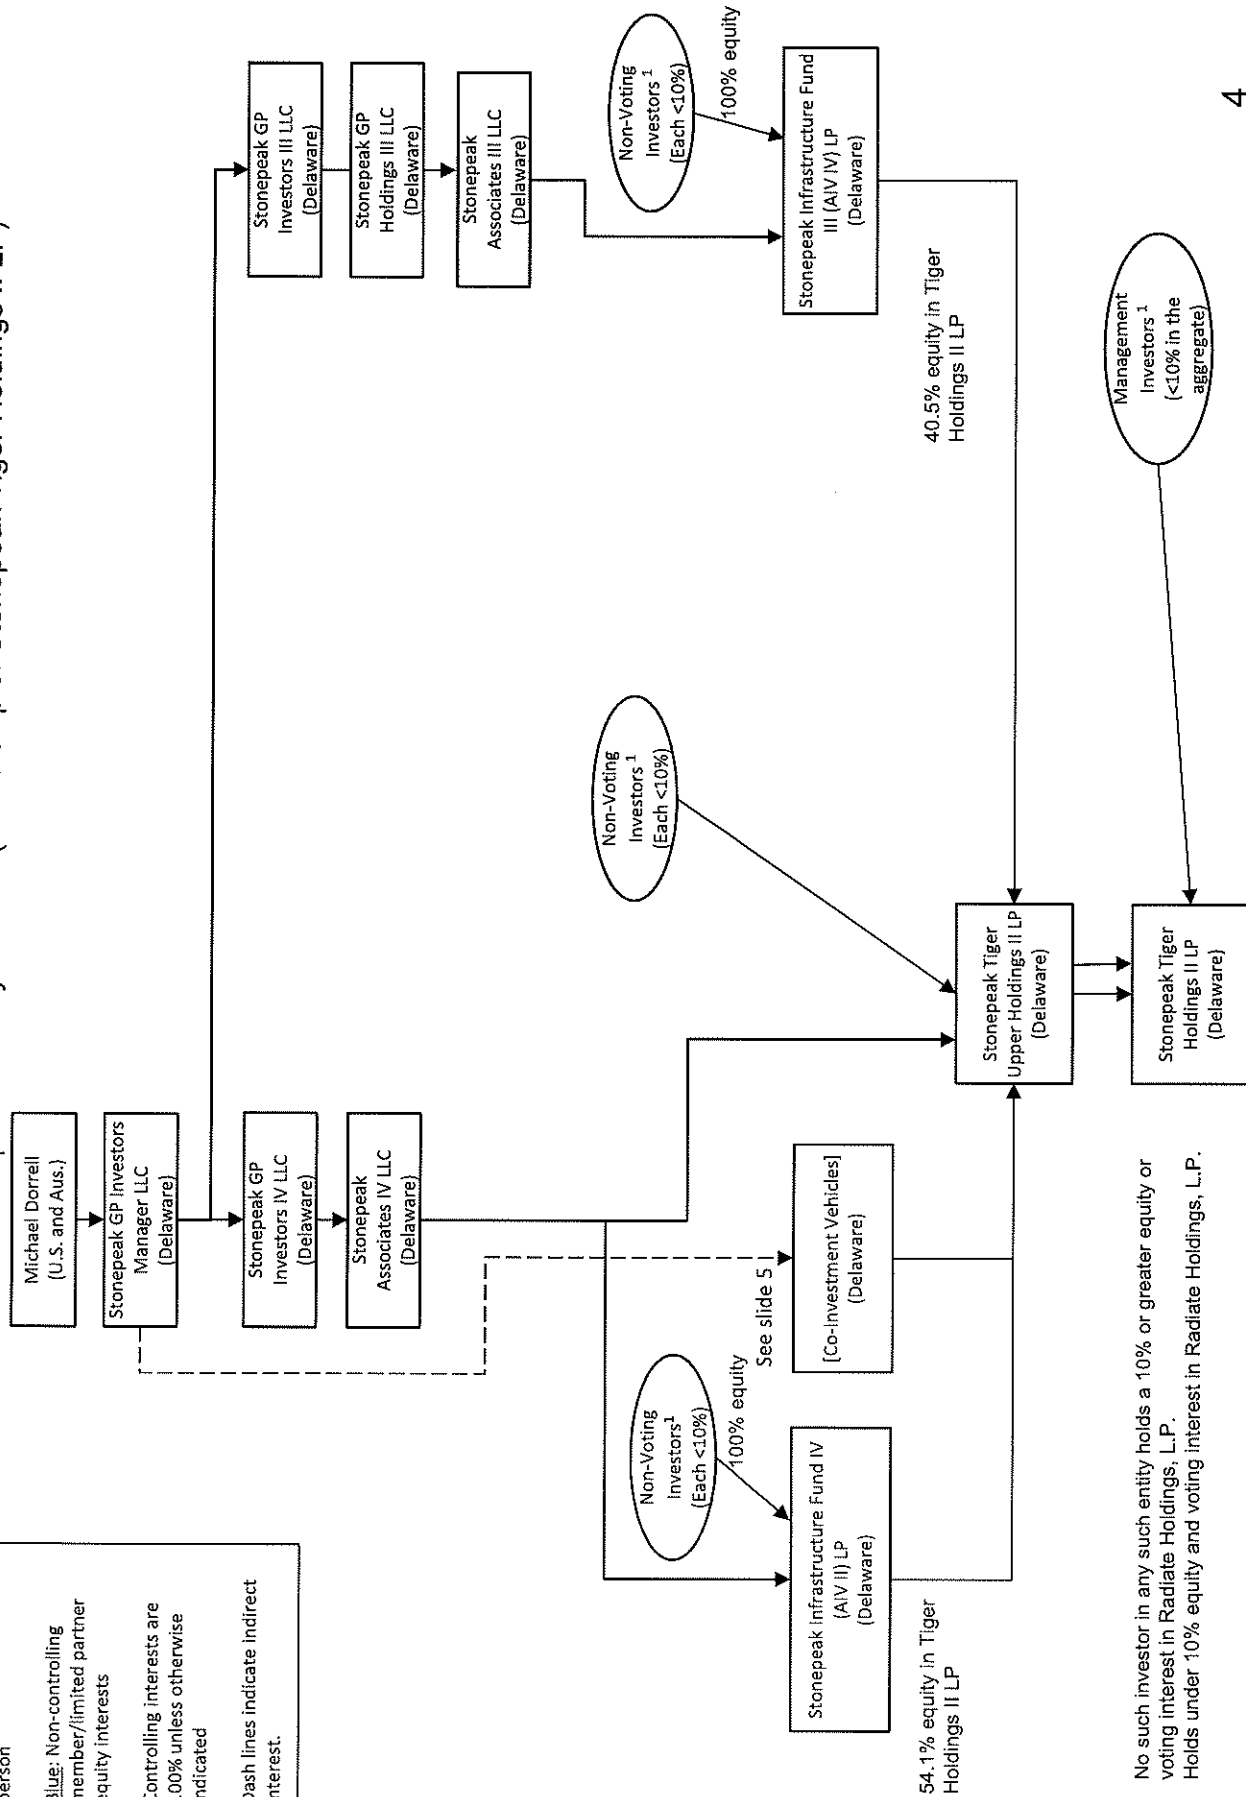 Stonepeak Tiger Holdings II LP)
person
Blue: Non-controlling
member/limited partner
equity interests
Controlling interests are
100% unless otherwise
indicated
Dash lines indicate indirect
interest.
Michael Dorrell
(U.S. and Aus.)
Stonepeak GP Investors
Manager LLC
(Delaware)
Stonepeak GP
Investors IV LLC
(Delaware)
Stonepeak
Associates IV LLC
(Delaware)
Stonepeak GP
Investors III LLC
(Delaware)
Stonepeak GP
Holdings III LLC
(Delaware)
Stonepeak
Associates III LLC
(Delaware)
Non-Voting
Investors¹
(Each <10%)
100% equity
See slide 5
Non-Voting
Investors ¹
(Each <10%)
Non-Voting
Investors ¹
(Each <10%)
100% equity
Stonepeak Infrastructure Fund IV
(AIV II) LP
(Delaware)
[Co-Investment Vehicles]
(Delaware)
Stonepeak Infrastructure Fund
III (AIV IV) LP
(Delaware)
54.1% equity in Tiger
Holdings II LP
40.5% equity in Tiger
Holdings II LP
Stonepeak Tiger
Upper Holdings II LP
(Delaware)
Management
Investors ¹
(<10% in the
aggregate)
Stonepeak Tiger
Holdings II LP
(Delaware)
No such investor in any such entity holds a 10% or greater equity or
voting interest in Radiate Holdings, L.P.
Holds under 10% equity and voting interest in Radiate Holdings, L.P.
4